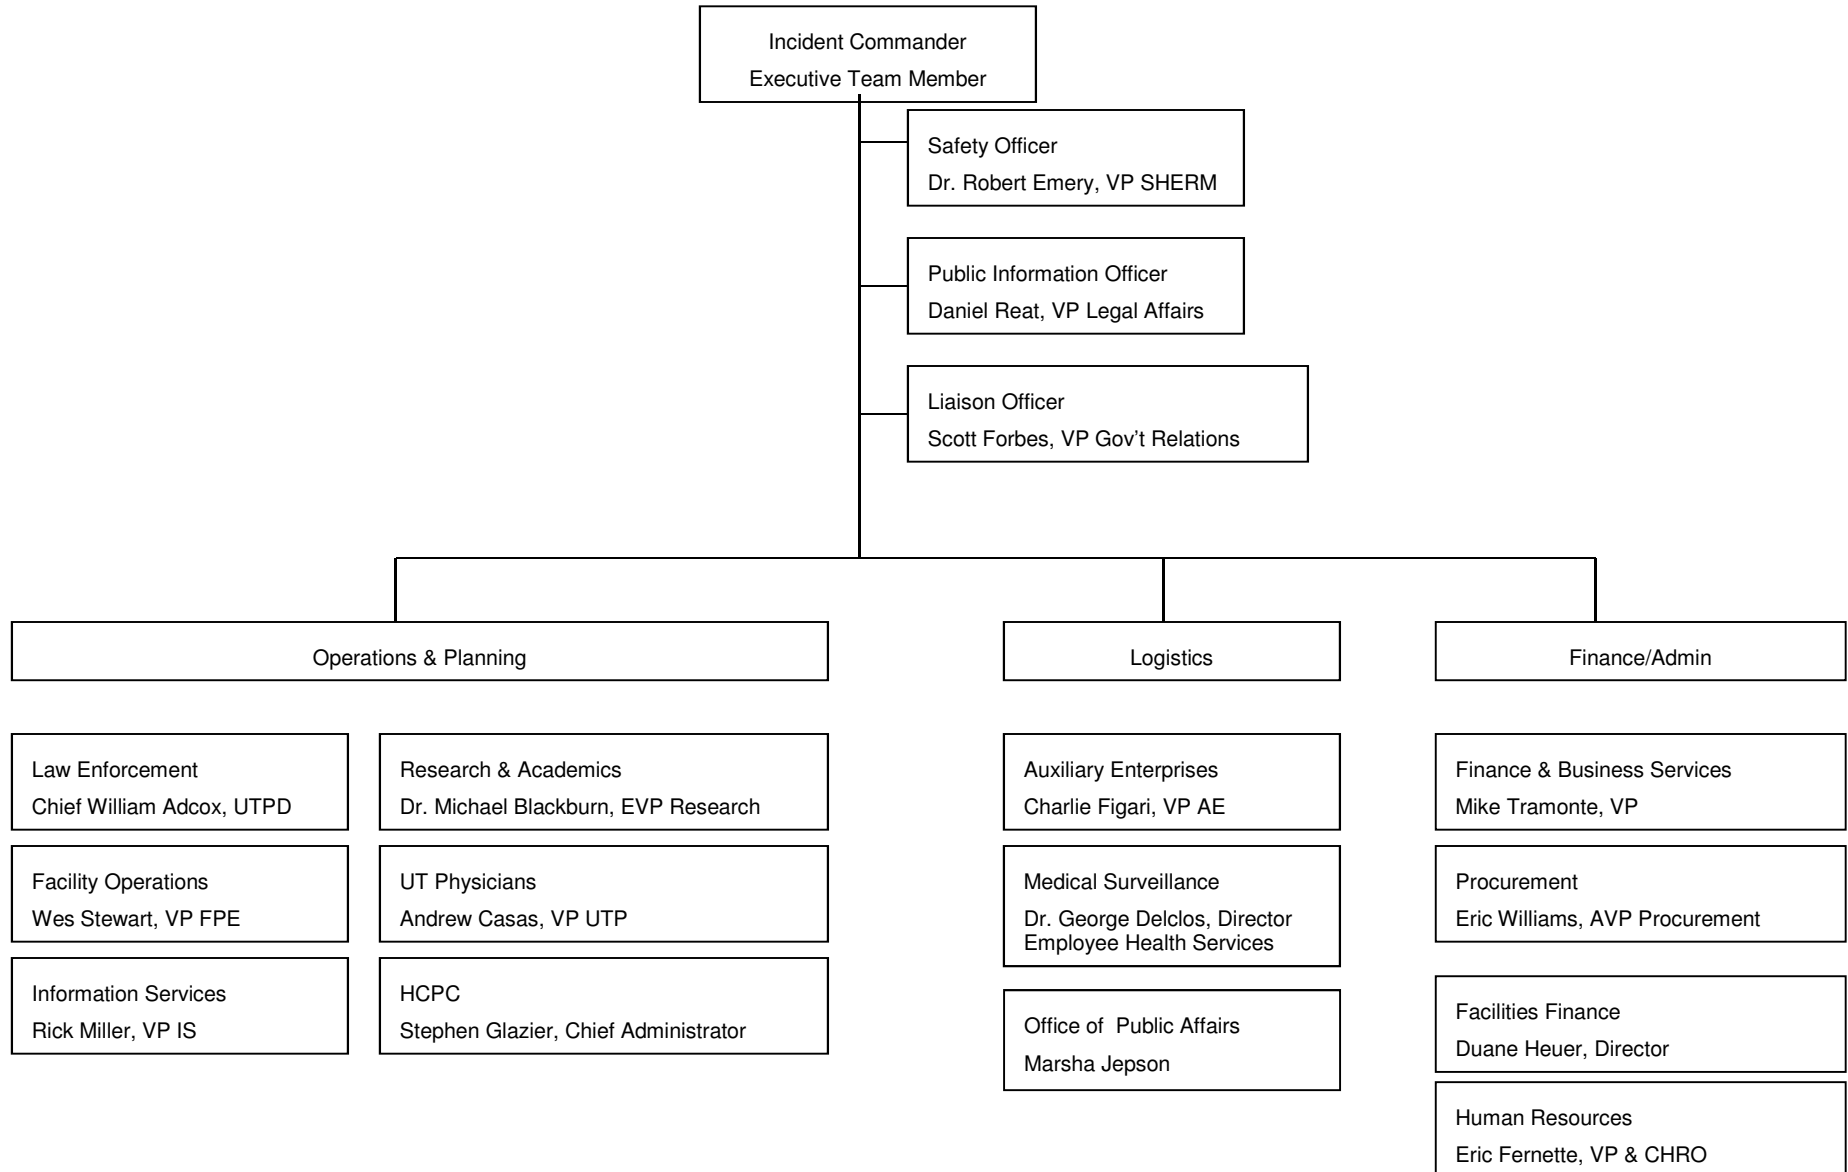 Incident Commander
Executive Team Member
Safety Officer
Dr. Robert Emery, VP SHERM
Public Information Officer
Daniel Reat, VP Legal Affairs
Liaison Officer
Scott Forbes, VP Gov’t Relations
Operations & Planning
Logistics
Finance/Admin
Law Enforcement
Chief William Adcox, UTPD
Facility Operations
Wes Stewart, VP FPE
Information Services
Rick Miller, VP IS
Research & Academics
Dr. Michael Blackburn, EVP Research
UT Physicians
Andrew Casas, VP UTP
HCPC
Stephen Glazier, Chief Administrator
Auxiliary Enterprises
Charlie Figari, VP AE
Medical Surveillance
Dr. George Delclos, Director
Employee Health Services
Office of  Public Affairs
Marsha Jepson
Finance & Business Services
Mike Tramonte, VP
Procurement
Eric Williams, AVP Procurement
Facilities Finance
Duane Heuer, Director
Human Resources
Eric Fernette, VP & CHRO